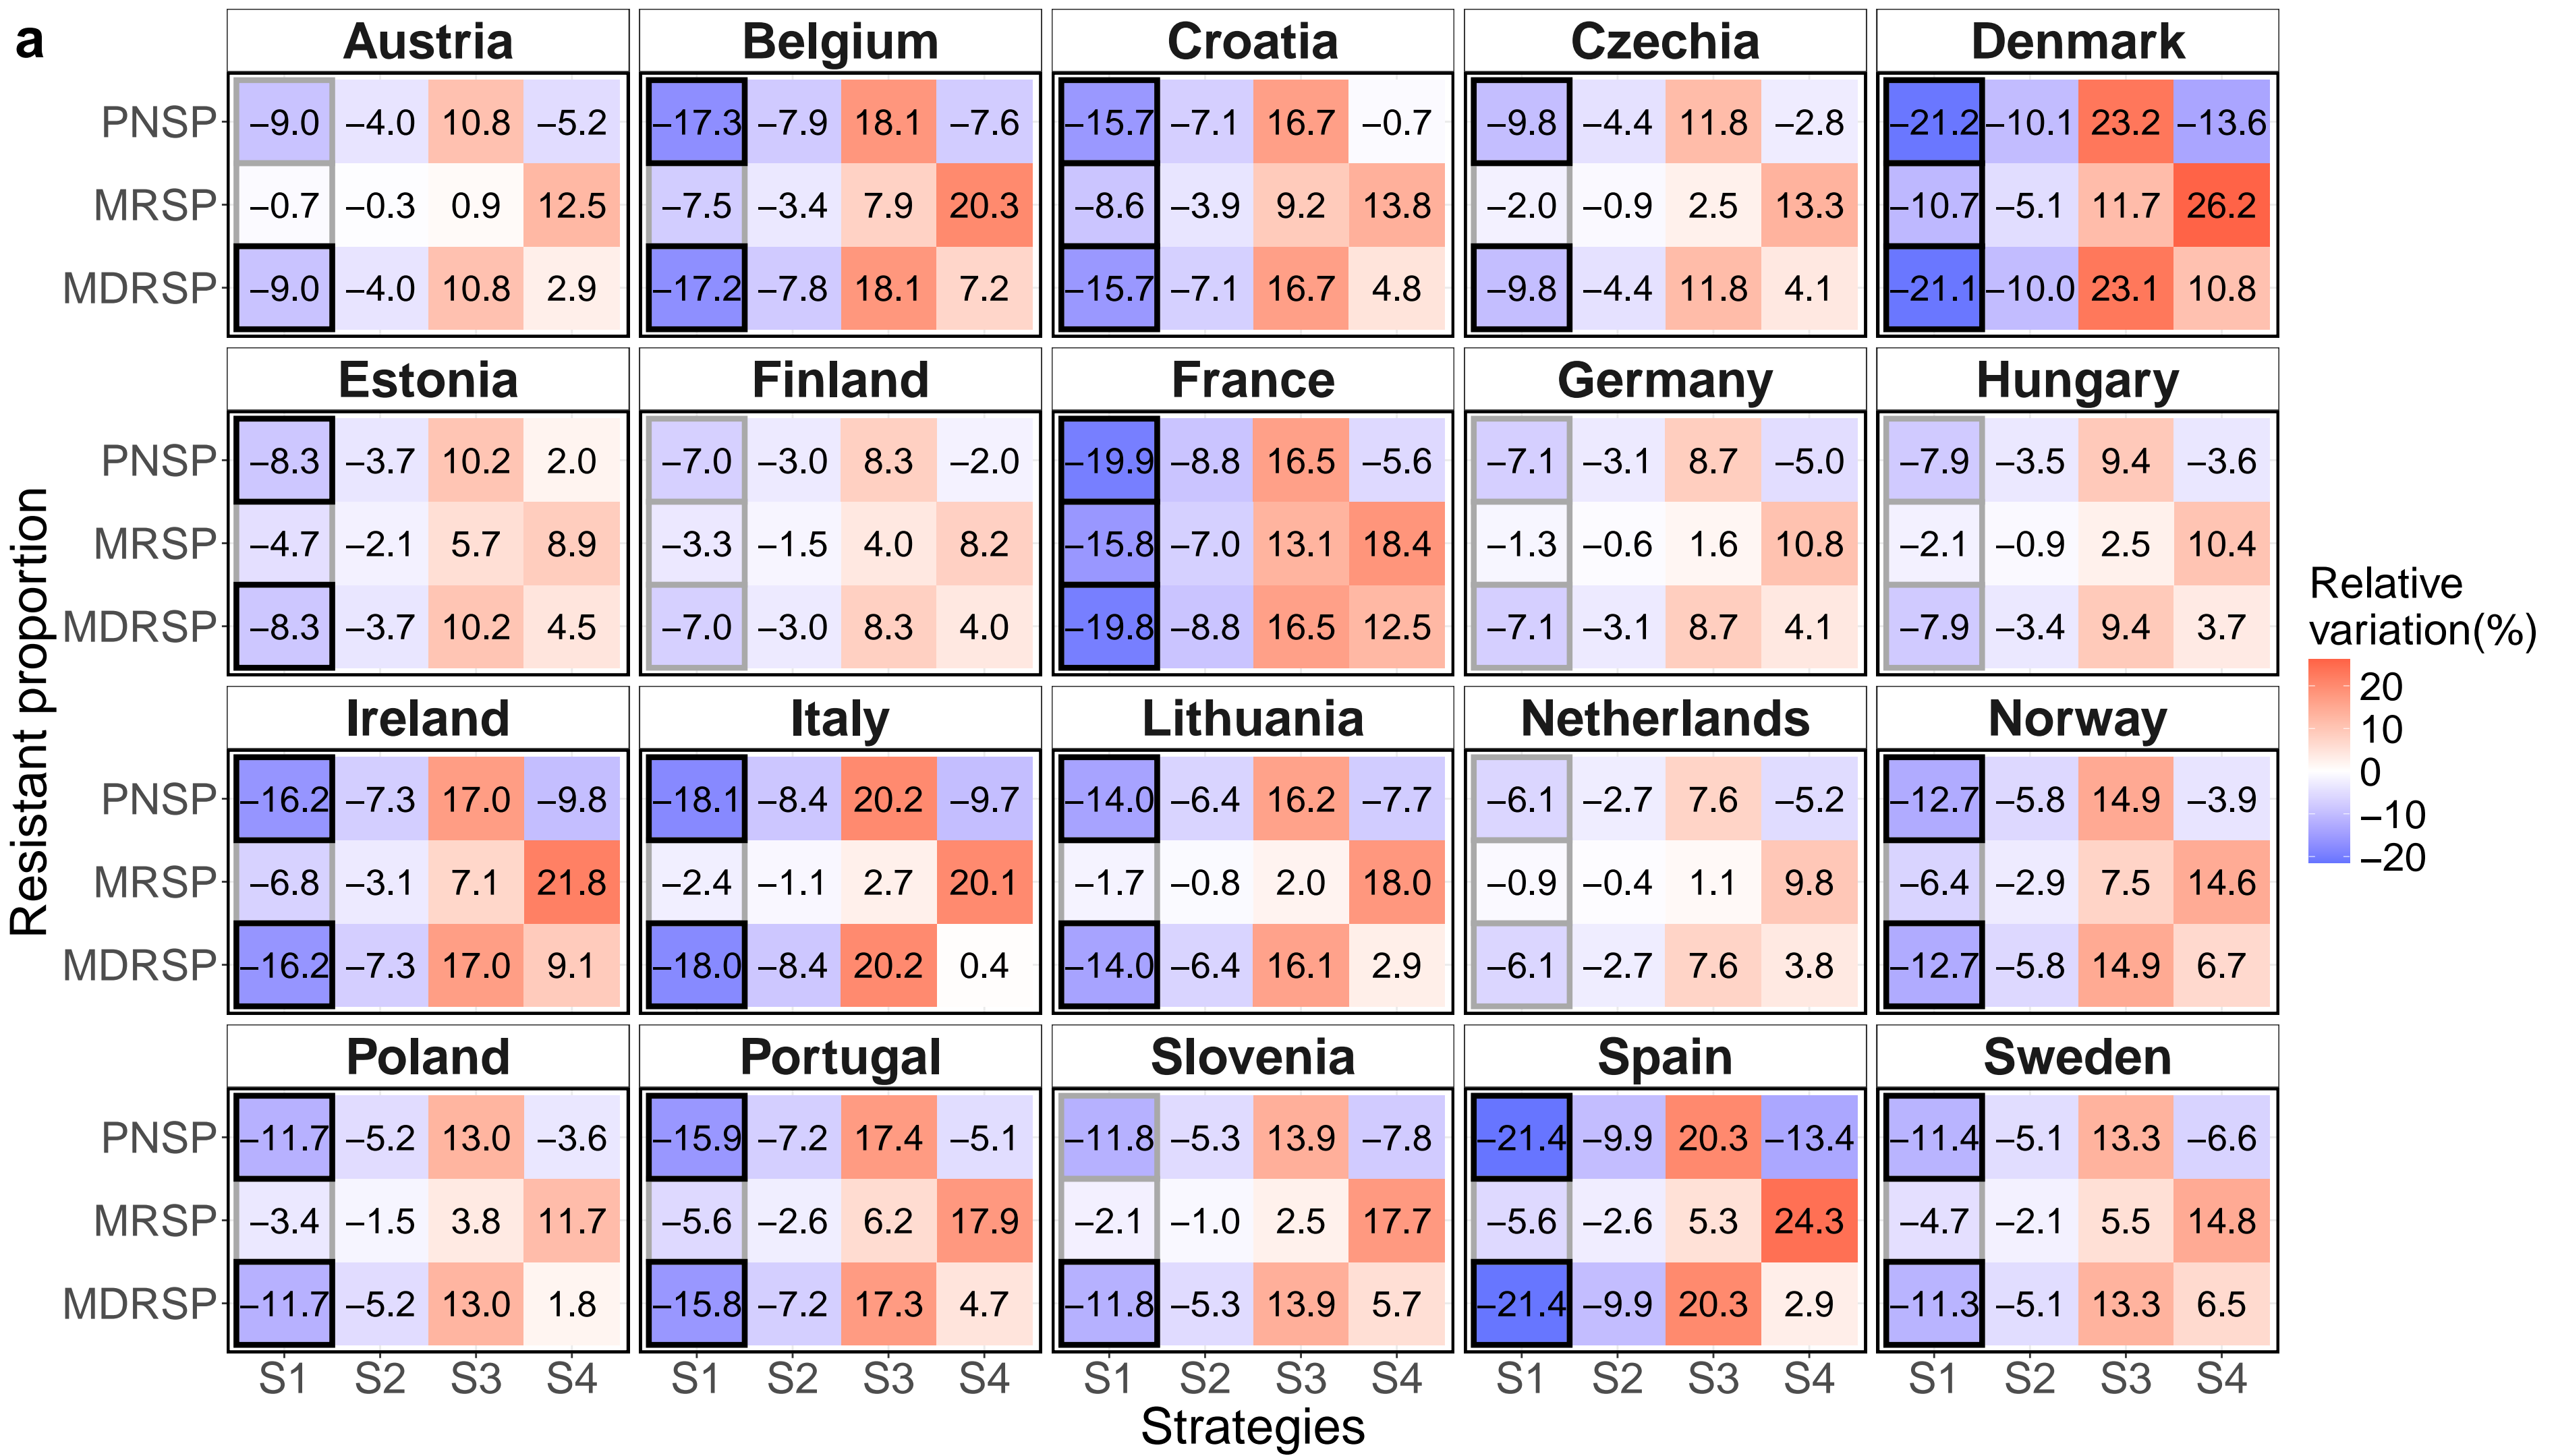 a
Austria Belgium Croatia Czechia Denmark
PNSP −9.0 −4.0 10.8 −5.2 −17.3 −7.9 18.1 −7.6 −15.7 −7.1 16.7 −0.7 −9.8 −4.4 11.8 −2.8 −21.2 −10.1 23.2 −13.6
MRSP −0.7 −0.3 0.9 12.5 −7.5 −3.4 7.9 20.3 −8.6 −3.9 9.2 13.8 −2.0 −0.9 2.5 13.3 −10.7 −5.1 11.7 26.2
MDRSP −9.0 −4.0 10.8 2.9 −17.2 −7.8 18.1 7.2 −15.7 −7.1 16.7 4.8 −9.8 −4.4 11.8 4.1 −21.1 −10.0 23.1 10.8
Estonia Finland France Germany Hungary
PNSP −8.3 −3.7 10.2 2.0 −7.0 −3.0 8.3 −2.0 −19.9 −8.8 16.5 −5.6 −7.1 −3.1 8.7 −5.0 −7.9 −3.5 9.4 −3.6
MRSP −4.7 −2.1 5.7 8.9 −3.3 −1.5 4.0 8.2 −15.8 −7.0 13.1 18.4 −1.3 −0.6 1.6 10.8 −2.1 −0.9 2.5 10.4
MDRSP −8.3 −3.7 10.2 4.5 −7.0 −3.0 8.3 4.0 −19.8 −8.8 16.5 12.5 −7.1 −3.1 8.7 4.1 −7.9 −3.4 9.4 3.7
Ireland Italy Lithuania Netherlands Norway
PNSP −16.2 −7.3 17.0 −9.8 −18.1 −8.4 20.2 −9.7 −14.0 −6.4 16.2 −7.7 −6.1 −2.7 7.6 −5.2 −12.7 −5.8 14.9 −3.9
MRSP −6.8 −3.1 7.1 21.8 −2.4 −1.1 2.7 20.1 −1.7 −0.8 2.0 18.0 −0.9 −0.4 1.1 9.8 −6.4 −2.9 7.5 14.6
MDRSP −16.2 −7.3 17.0 9.1 −18.0 −8.4 20.2 0.4 −14.0 −6.4 16.1 2.9 −6.1 −2.7 7.6 3.8 −12.7 −5.8 14.9 6.7
Poland Portugal Slovenia Spain Sweden
PNSP −11.7 −5.2 13.0 −3.6 −15.9 −7.2 17.4 −5.1 −11.8 −5.3 13.9 −7.8 −21.4 −9.9 20.3 −13.4 −11.4 −5.1 13.3 −6.6
MRSP −3.4 −1.5 3.8 11.7 −5.6 −2.6 6.2 17.9 −2.1 −1.0 2.5 17.7 −5.6 −2.6 5.3 24.3 −4.7 −2.1 5.5 14.8
MDRSP −11.7 −5.2 13.0 1.8 −15.8 −7.2 17.3 4.7 −11.8 −5.3 13.9 5.7 −21.4 −9.9 20.3 2.9 −11.3 −5.1 13.3 6.5
S1 S2 S3 S4 S1 S2 S3 S4 S1 S2 S3 S4 S1 S2 S3 S4 S1 S2 S3 S4
Strategies
Resistant proportion
Relative
variation(%)
20
10
0
−10
−20